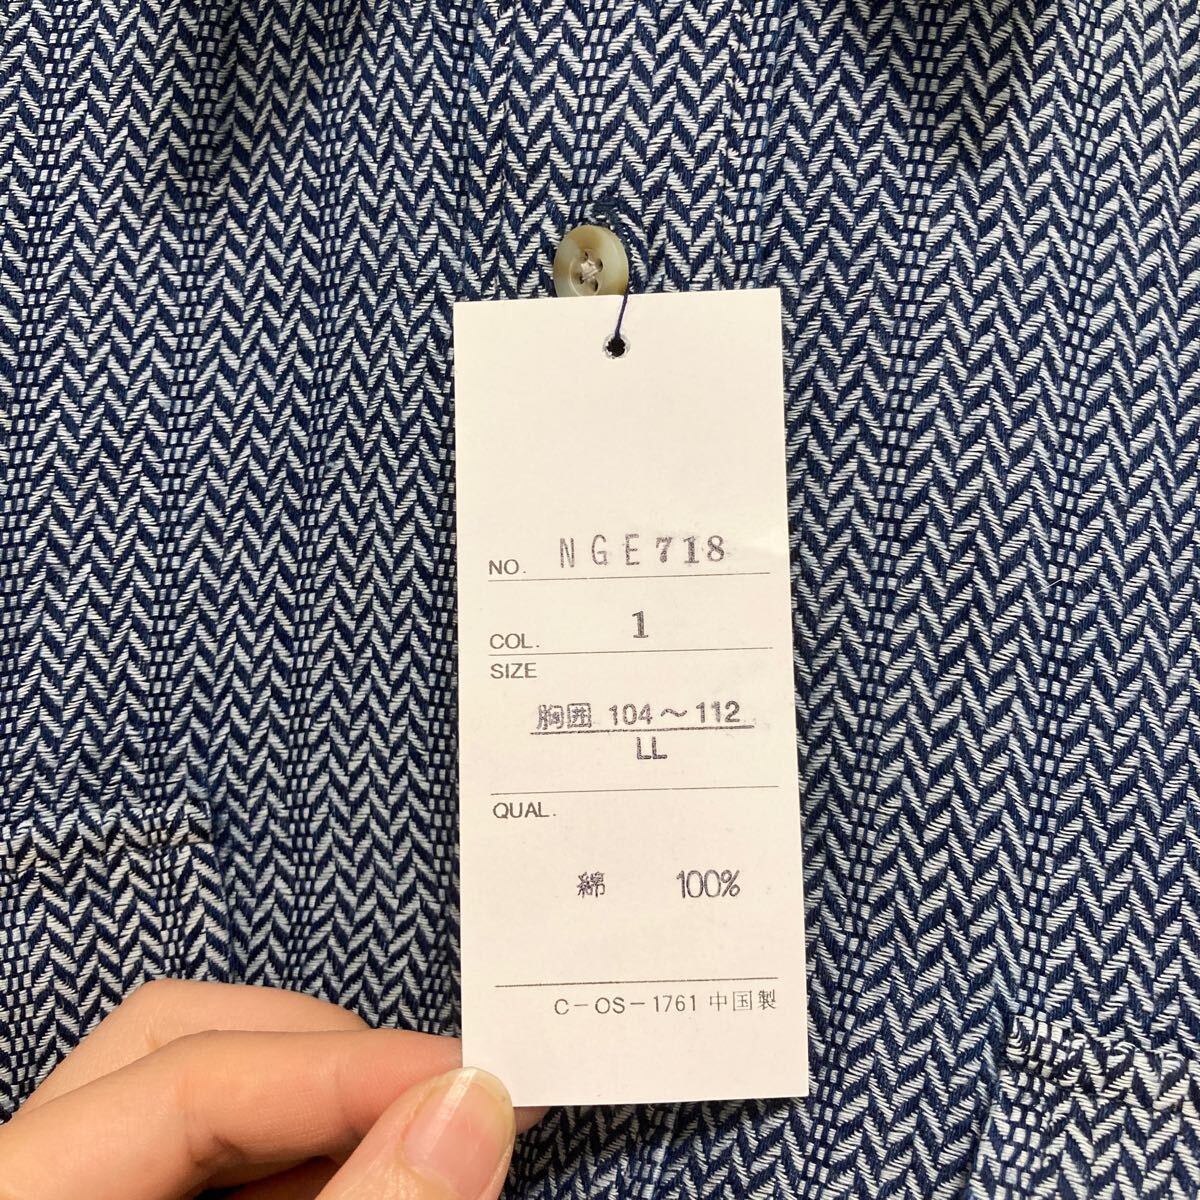 NO. NGE718
COL. 1
SIZE
胸囲 104～112
LL
QUAL.
綿 100%
C-OS-1761 中国製